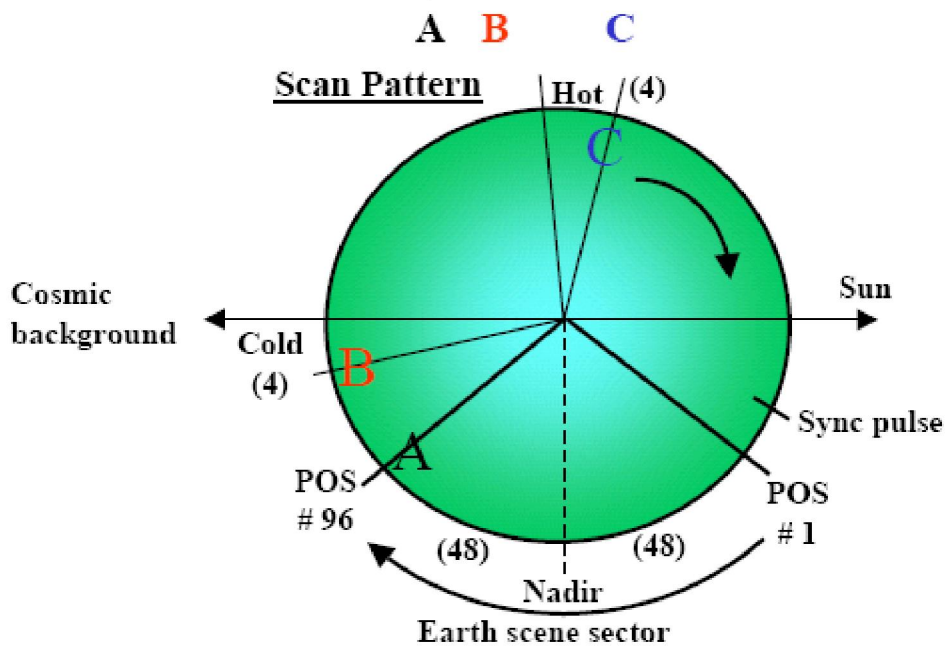 A B C
Scan Pattern
Hot (4)
C
Cosmic
background
Sun
Cold
(4)
B
Sync pulse
A
POS
# 96
POS
# 1
(48) (48)
Nadir
Earth scene sector